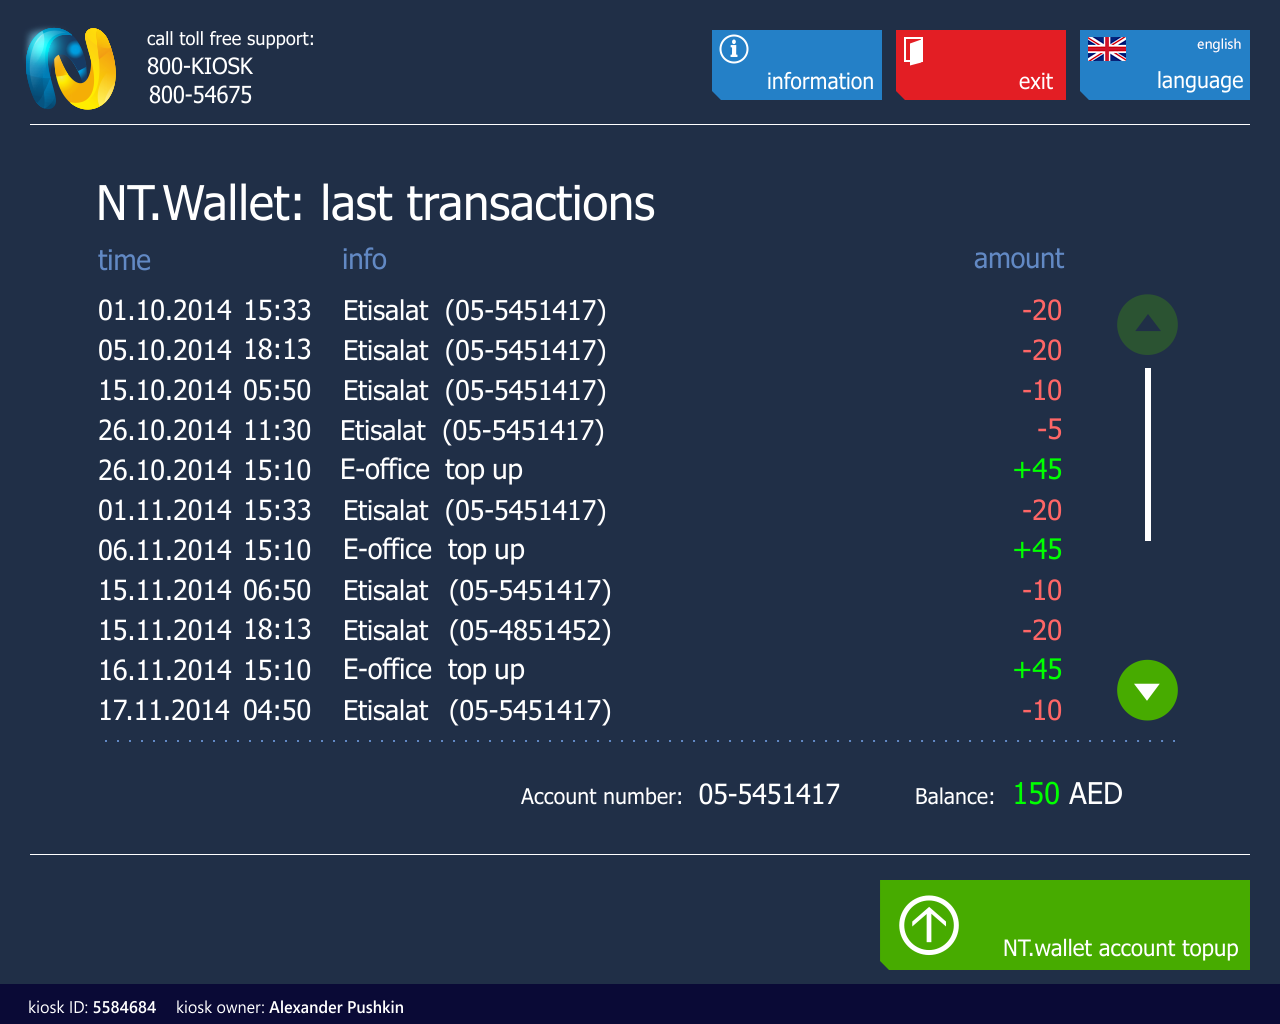 call toll free support:
800-KIOSK
800-54675
information
exit
english
language
NT.Wallet: last transactions
time info amount
01.10.2014 15:33 Etisalat (05-5451417) -20
05.10.2014 18:13 Etisalat (05-5451417) -20
15.10.2014 05:50 Etisalat (05-5451417) -10
26.10.2014 11:30 Etisalat (05-5451417) -5
26.10.2014 15:10 E-office top up +45
01.11.2014 15:33 Etisalat (05-5451417) -20
06.11.2014 15:10 E-office top up +45
15.11.2014 06:50 Etisalat (05-5451417) -10
15.11.2014 18:13 Etisalat (05-4851452) -20
16.11.2014 15:10 E-office top up +45
17.11.2014 04:50 Etisalat (05-5451417) -10
Account number: 05-5451417 Balance: 150 AED
NT.wallet account topup
kiosk ID: 5584684 kiosk owner: Alexander Pushkin